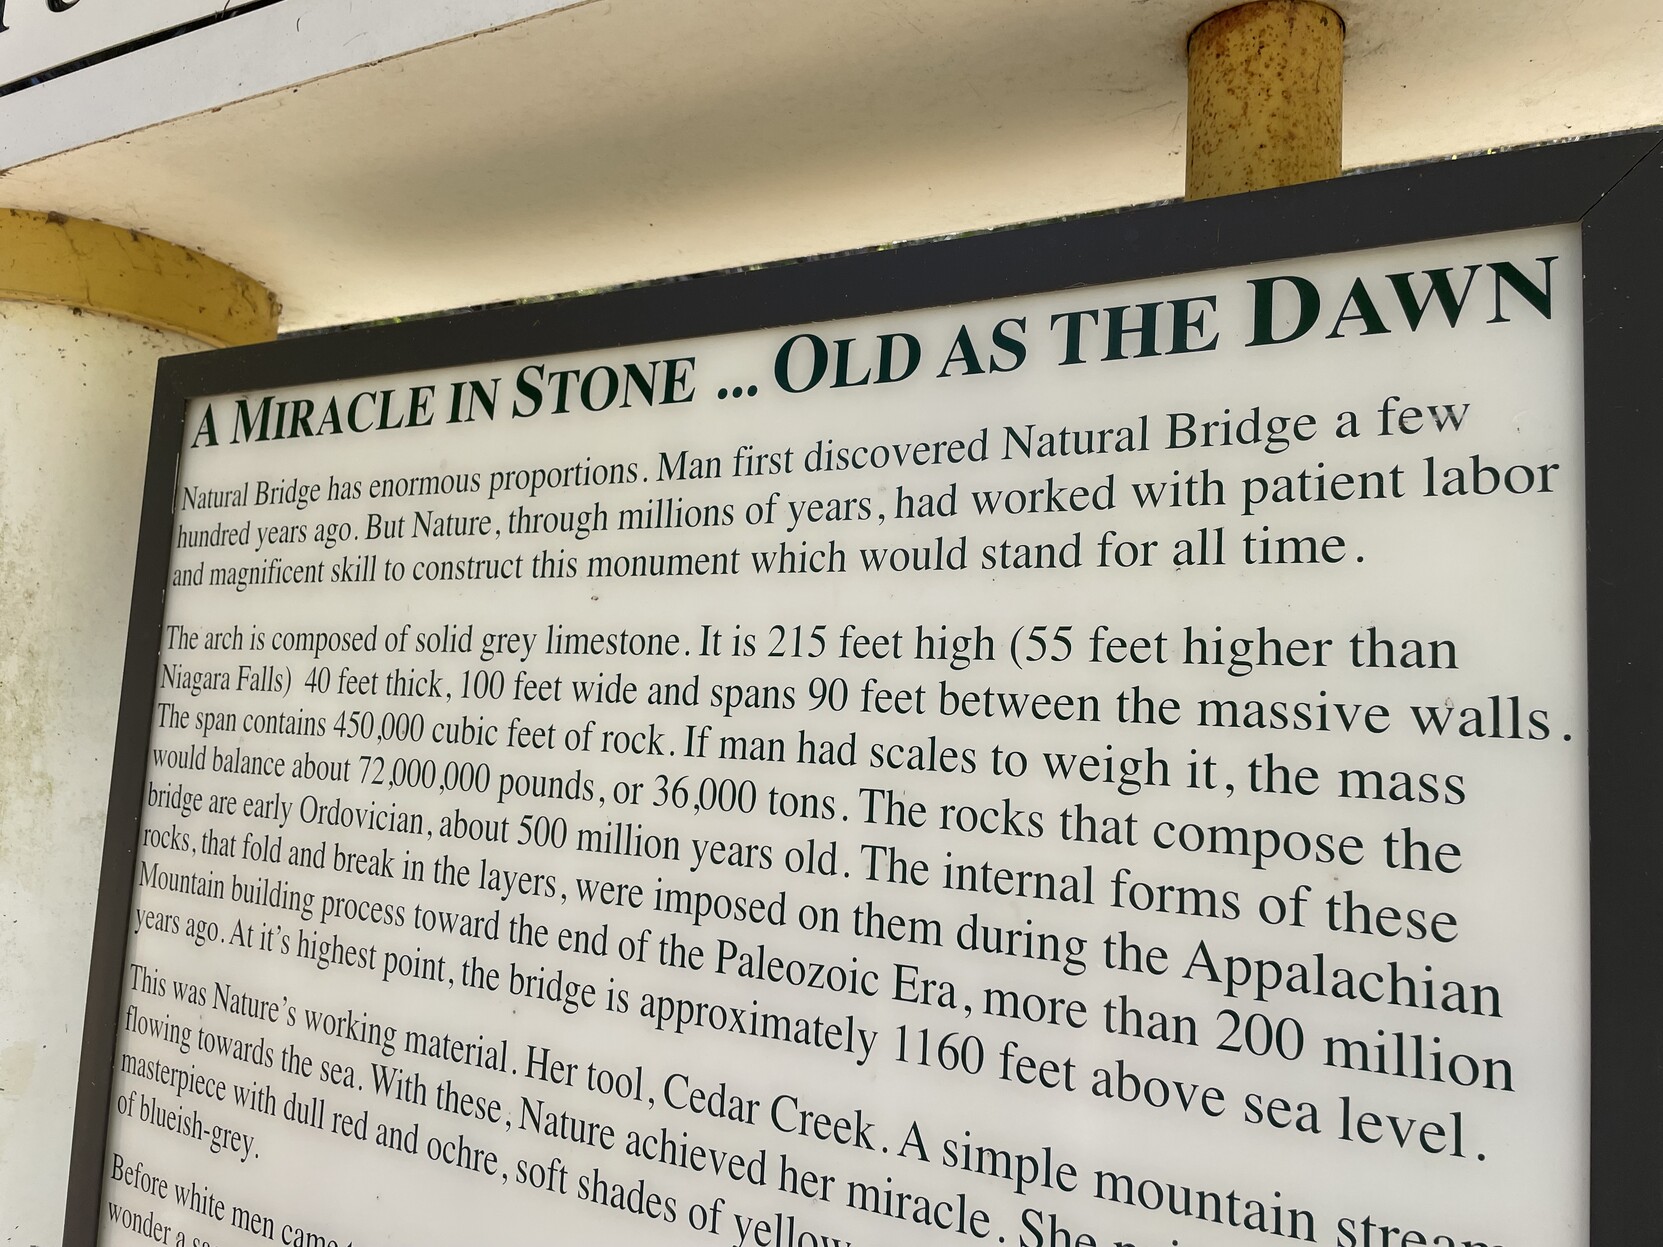 A MIRACLE IN STONE ... OLD AS THE DAWN
Natural Bridge has enormous proportions. Man first discovered Natural Bridge a few
hundred years ago. But Nature, through millions of years, had worked with patient labor
and magnificent skill to construct this monument which would stand for all time.
The arch is composed of solid grey limestone. It is 215 feet high (55 feet higher than
Niagara Falls) 40 feet thick, 100 feet wide and spans 90 feet between the massive walls.
The span contains 450,000 cubic feet of rock. If man had scales to weigh it, the mass
would balance about 72,000,000 pounds, or 36,000 tons. The rocks that compose the
bridge are early Ordovician, about 500 million years old. The internal forms of these
rocks, that fold and break in the layers, were imposed on them during the Appalachian
Mountain building process toward the end of the Paleozoic Era, more than 200 million
years ago. At it's highest point, the bridge is approximately 1160 feet above sea level.
This was Nature's working material. Her tool, Cedar Creek. A simple mountain stream
flowing towards the sea. With these, Nature achieved her miracle. She
masterpiece with dull red and ochre, soft shades of yellow
of blueish-grey.
Before white men came
wonder a